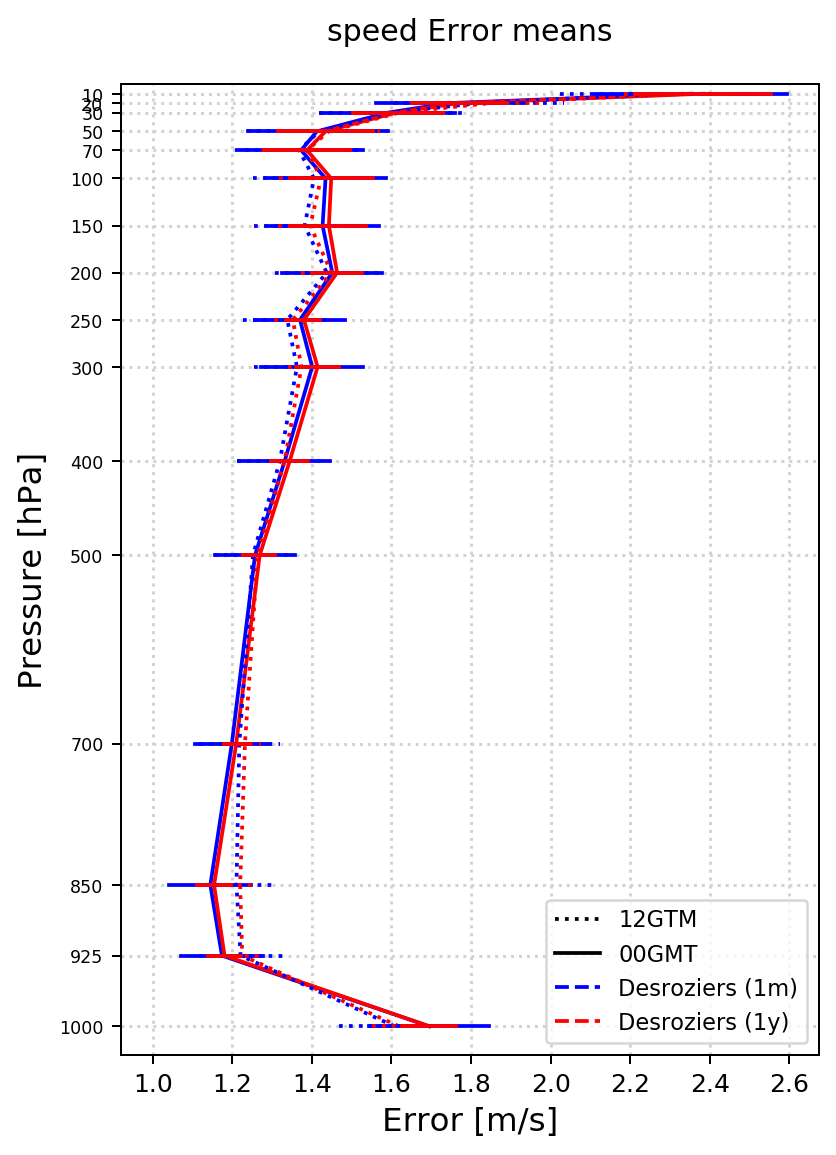 speed Error means
10
20
30
50
70
100
150
200
250
300
400
500
700
850
925
1000
Pressure [hPa]
12GTM
00GMT
Desroziers (1m)
Desroziers (1y)
1.0 1.2 1.4 1.6 1.8 2.0 2.2 2.4 2.6
Error [m/s]